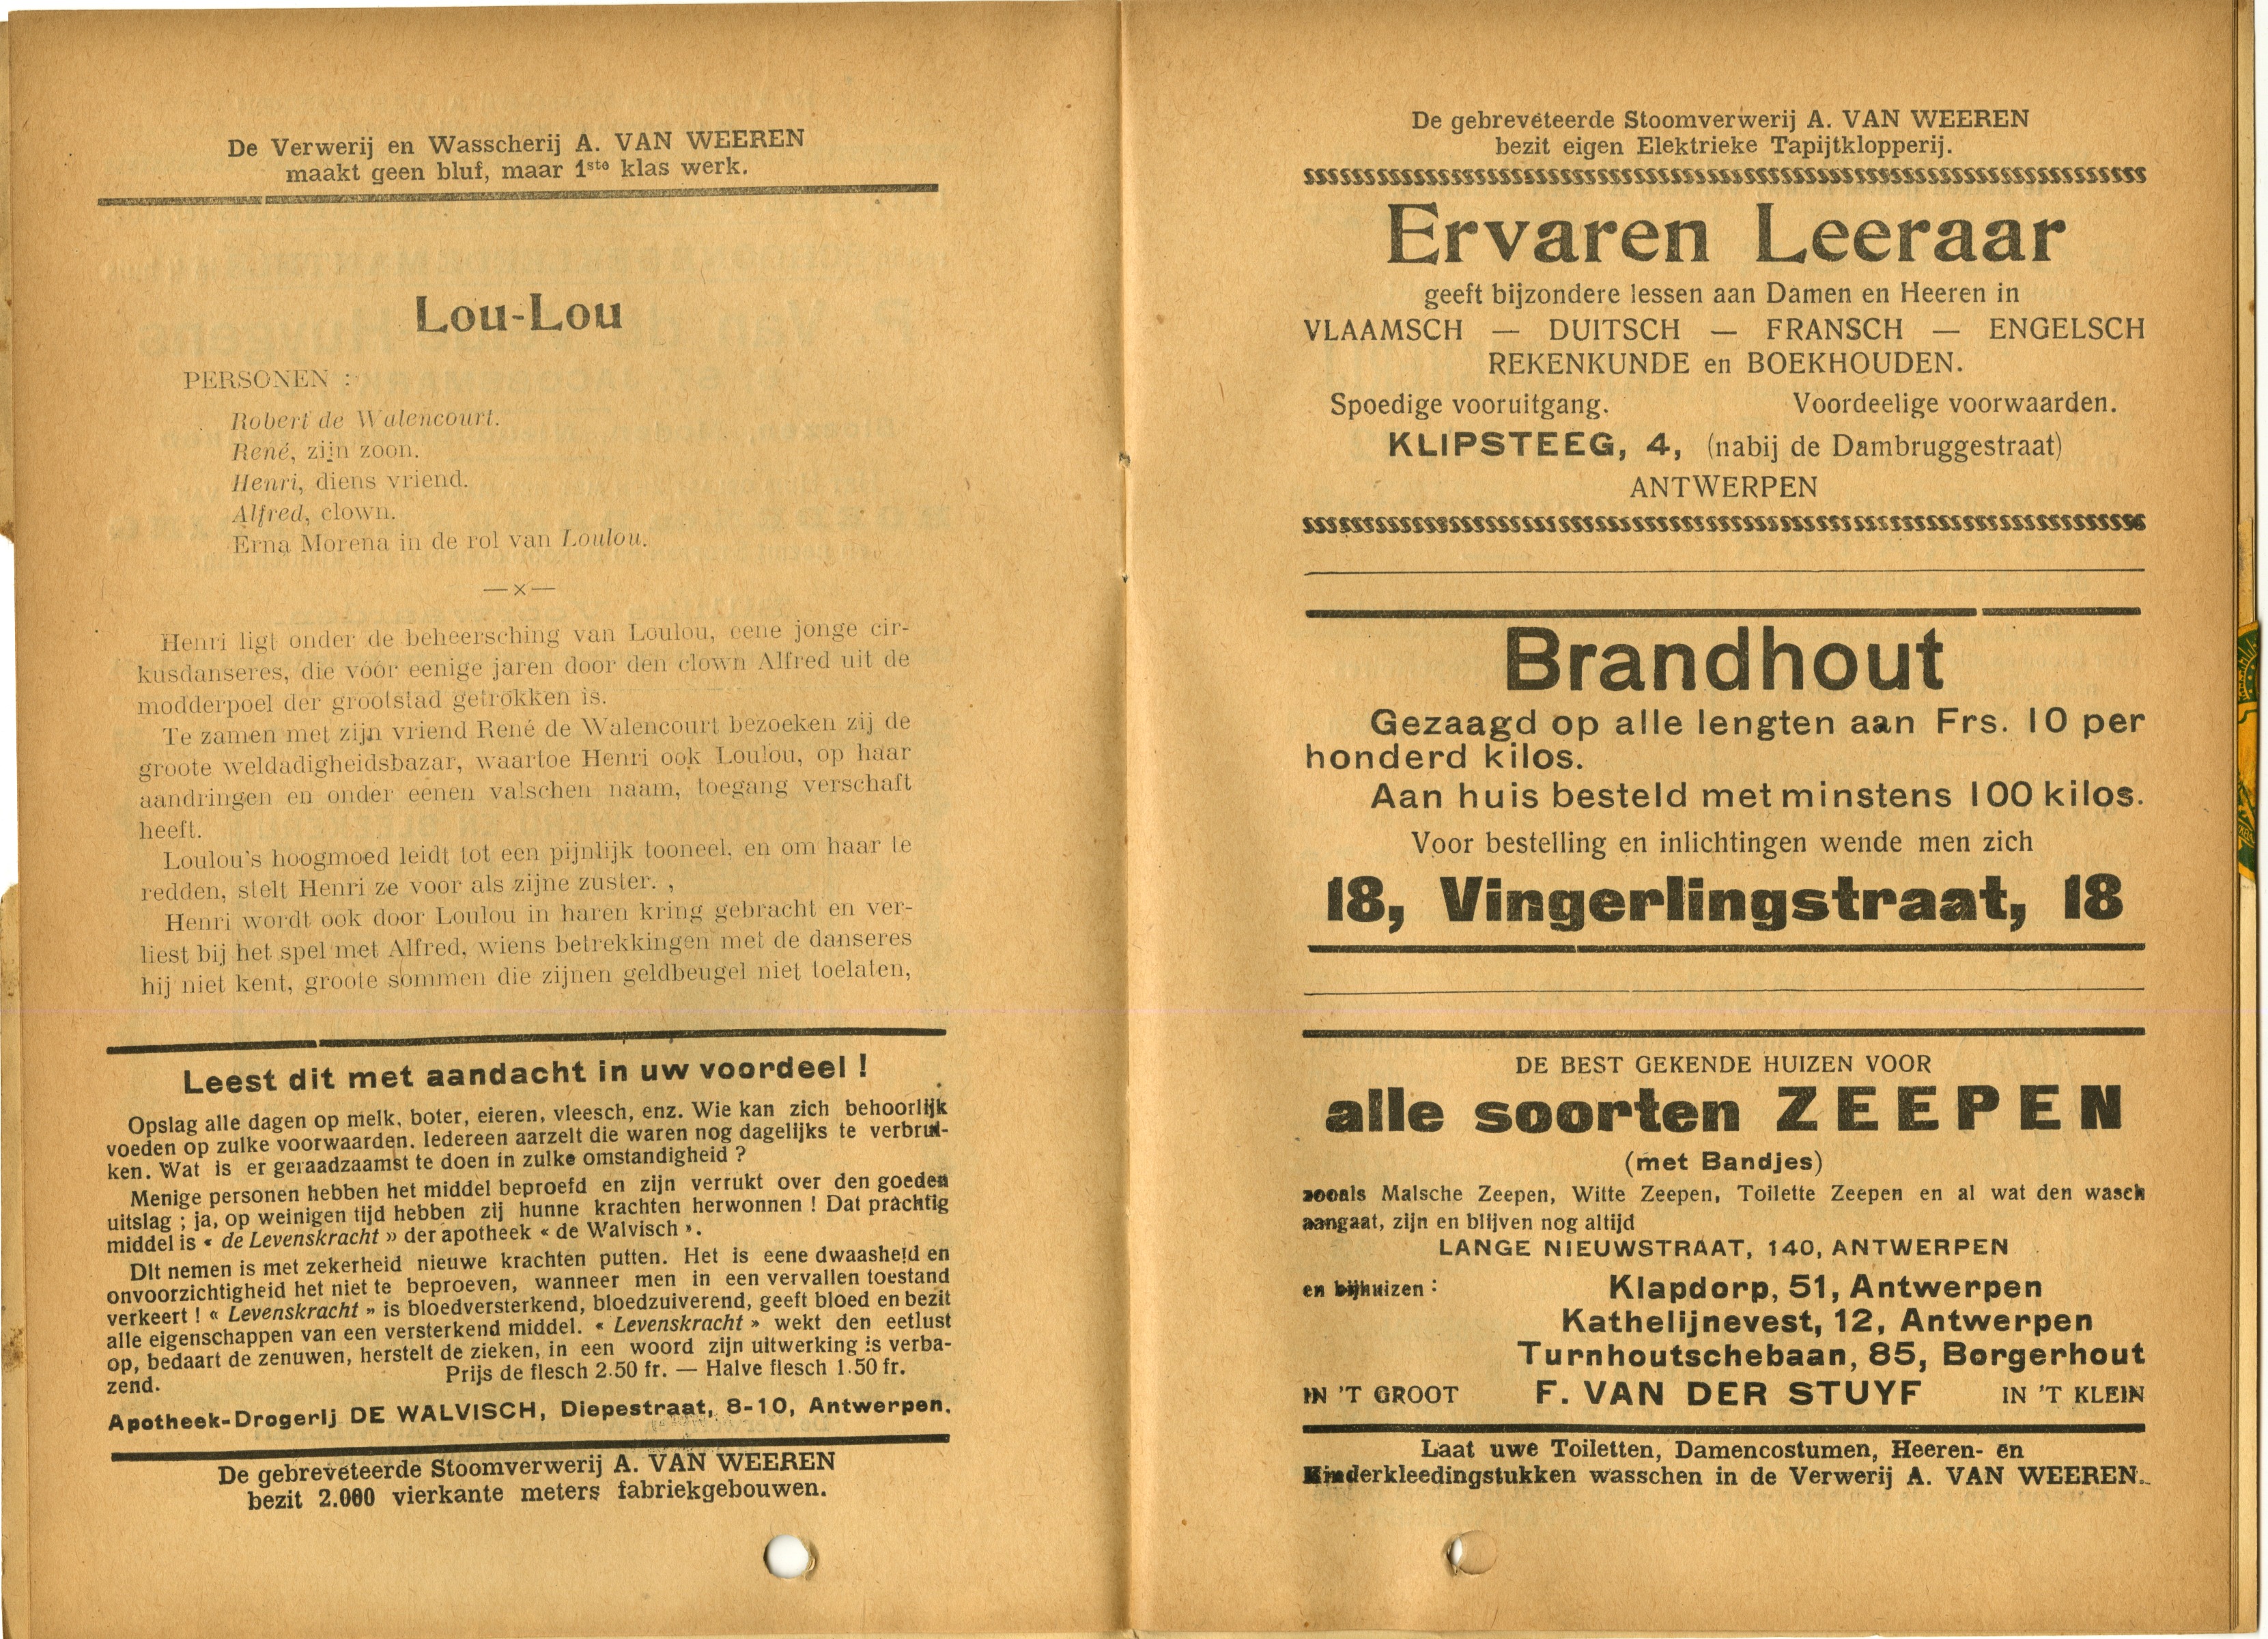 De Verwerij en Wasscherij A. VAN WEEREN
maakt geen bluf, maar 1ste klas werk.
Lou-Lou
PERSONEN :
Robert de Walencourt.
René, zijn zoon.
Henri, diens vriend.
Alfred, clown.
Erna Morena in de rol van Loulou.
—×—
Henri ligt onder de beheersching van Loulou, eene jonge cir-
kusdanseres, die vóór eenige jaren door den clown Alfred uit de
modderpoel der grootstad getrokken is.
Te zamen met zijn vriend René de Walencourt bezoeken zij de
groote weldadigheidsbazar, waartoe Henri ook Loulou, op haar
aandringen en onder eenen valschen naam, toegang verschaft
heeft.
Loulou's hoogmoed leidt tot een pijnlijk tooneel, en om haar te
redden, stelt Henri ze voor als zijne zuster. ,
Henri wordt ook door Loulou in haren kring gebracht en ver-
liest bij het spel met Alfred, wiens betrekkingen met de danseres
hij niet kent, groote sommen die zijnen geldbeugel niet toelaten,
Leest dit met aandacht in uw voordeel !
Opslag alle dagen op melk, boter, eieren, vleesch, enz. Wie kan zich behoorlijk
voeden op zulke voorwaarden. Iedereen aarzelt die waren nog dagelijks te verbrui-
ken. Wat is er geraadzaamst te doen in zulke omstandigheid ?
Menige personen hebben het middel beproefd en zijn verrukt over den goeden
uitslag ; ja, op weinigen tijd hebben zij hunne krachten herwonnen ! Dat prachtig
middel is « de Levenskracht » der apotheek « de Walvisch ».
Dit nemen is met zekerheid nieuwe krachten putten. Het is eene dwaasheid en
onvoorzichtigheid het niet te beproeven, wanneer men in een vervallen toestand
verkeert ! « Levenskracht » is bloedversterkend, bloedzuiverend, geeft bloed en bezit
alle eigenschappen van een versterkend middel. « Levenskracht » wekt den eetlust
op, bedaart de zenuwen, herstelt de zieken, in een woord zijn uitwerking is verba-
zend. Prijs de flesch 2.50 fr. — Halve flesch 1.50 fr.
Apotheek-Drogerij DE WALVISCH, Diepestraat, 8-10, Antwerpen.
De gebreveteerde Stoomverwerij A. VAN WEEREN
bezit 2.000 vierkante meters fabriekgebouwen.
De gebreveteerde Stoomverwerij A. VAN WEEREN
bezit eigen Elektrieke Tapijtklopperij.
Ervaren Leeraar
geeft bijzondere lessen aan Damen en Heeren in
VLAAMSCH — DUITSCH — FRANSCH — ENGELSCH
REKENKUNDE en BOEKHOUDEN.
Spoedige vooruitgang. Voordeelige voorwaarden.
KLIPSTEEG, 4, (nabij de Dambruggestraat)
ANTWERPEN
Brandhout
Gezaagd op alle lengten aan Frs. 10 per
honderd kilos.
Aan huis besteld met minstens 100 kilos.
Voor bestelling en inlichtingen wende men zich
18, Vingerlingstraat, 18
DE BEST GEKENDE HUIZEN VOOR
alle soorten ZEEPEN
(met Bandjes)
zooals Malsche Zeepen, Witte Zeepen, Toilette Zeepen en al wat den wasch
aangaat, zijn en blijven nog altijd
LANGE NIEUWSTRAAT, 140, ANTWERPEN
en bijhuizen : Klapdorp, 51, Antwerpen
Kathelijnevest, 12, Antwerpen
Turnhoutschebaan, 85, Borgerhout
IN 'T GROOT F. VAN DER STUYF IN 'T KLEIN
Laat uwe Toiletten, Damencostumen, Heeren- en
Kinderkleedingstukken wasschen in de Verwerij A. VAN WEEREN.